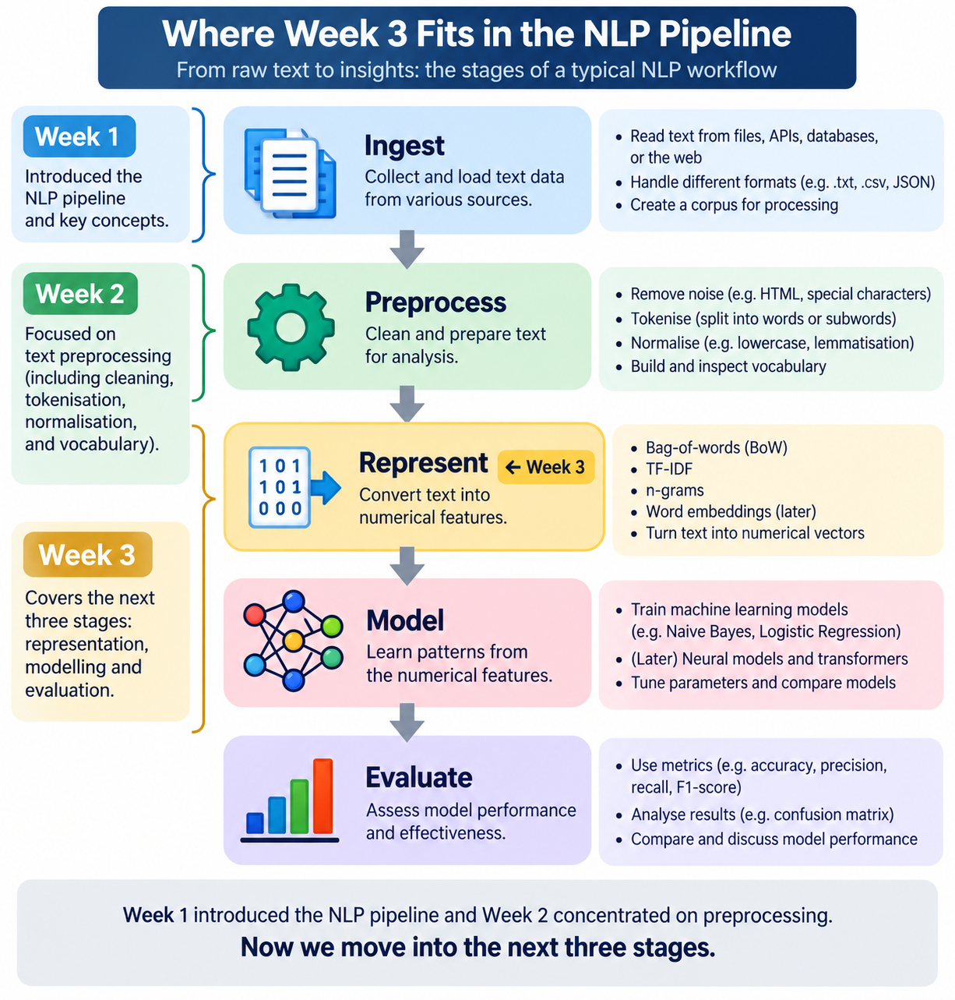 Where Week 3 Fits in the NLP Pipeline
From raw text to insights: the stages of a typical NLP workflow
Week 1
Introduced the
NLP pipeline
and key concepts.
Ingest
Collect and load text data
from various sources.
• Read text from files, APIs, databases,
or the web
• Handle different formats (e.g. .txt, .csv, JSON)
• Create a corpus for processing
Week 2
Focused on
text preprocessing
(including cleaning,
tokenisation,
normalisation,
and vocabulary).
Preprocess
Clean and prepare text
for analysis.
• Remove noise (e.g. HTML, special characters)
• Tokenise (split into words or subwords)
• Normalise (e.g. lowercase, lemmatisation)
• Build and inspect vocabulary
Week 3
Covers the next
three stages:
representation,
modelling and
evaluation.
1 0 1
1 0 1
0 0 0
Represent
← Week 3
Convert text into
numerical features.
• Bag-of-words (BoW)
• TF-IDF
• n-grams
• Word embeddings (later)
• Turn text into numerical vectors
Model
Learn patterns from
the numerical features.
• Train machine learning models
(e.g. Naive Bayes, Logistic Regression)
• (Later) Neural models and transformers
• Tune parameters and compare models
Evaluate
Assess model performance
and effectiveness.
• Use metrics (e.g. accuracy, precision,
recall, F1-score)
• Analyse results (e.g. confusion matrix)
• Compare and discuss model performance
Week 1 introduced the NLP pipeline and Week 2 concentrated on preprocessing.
Now we move into the next three stages.